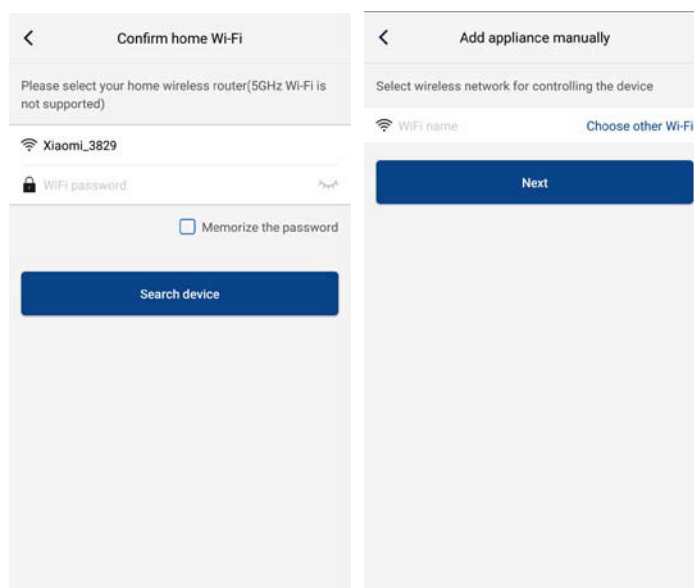 Confirm home Wi-Fi
Please select your home wireless router(5GHz Wi-Fi is
not supported)
Xiaomi_3829
WiFi password
Memorize the password
Search device
Add appliance manually
Select wireless network for controlling the device
WiFi name
Choose other Wi-Fi
Next